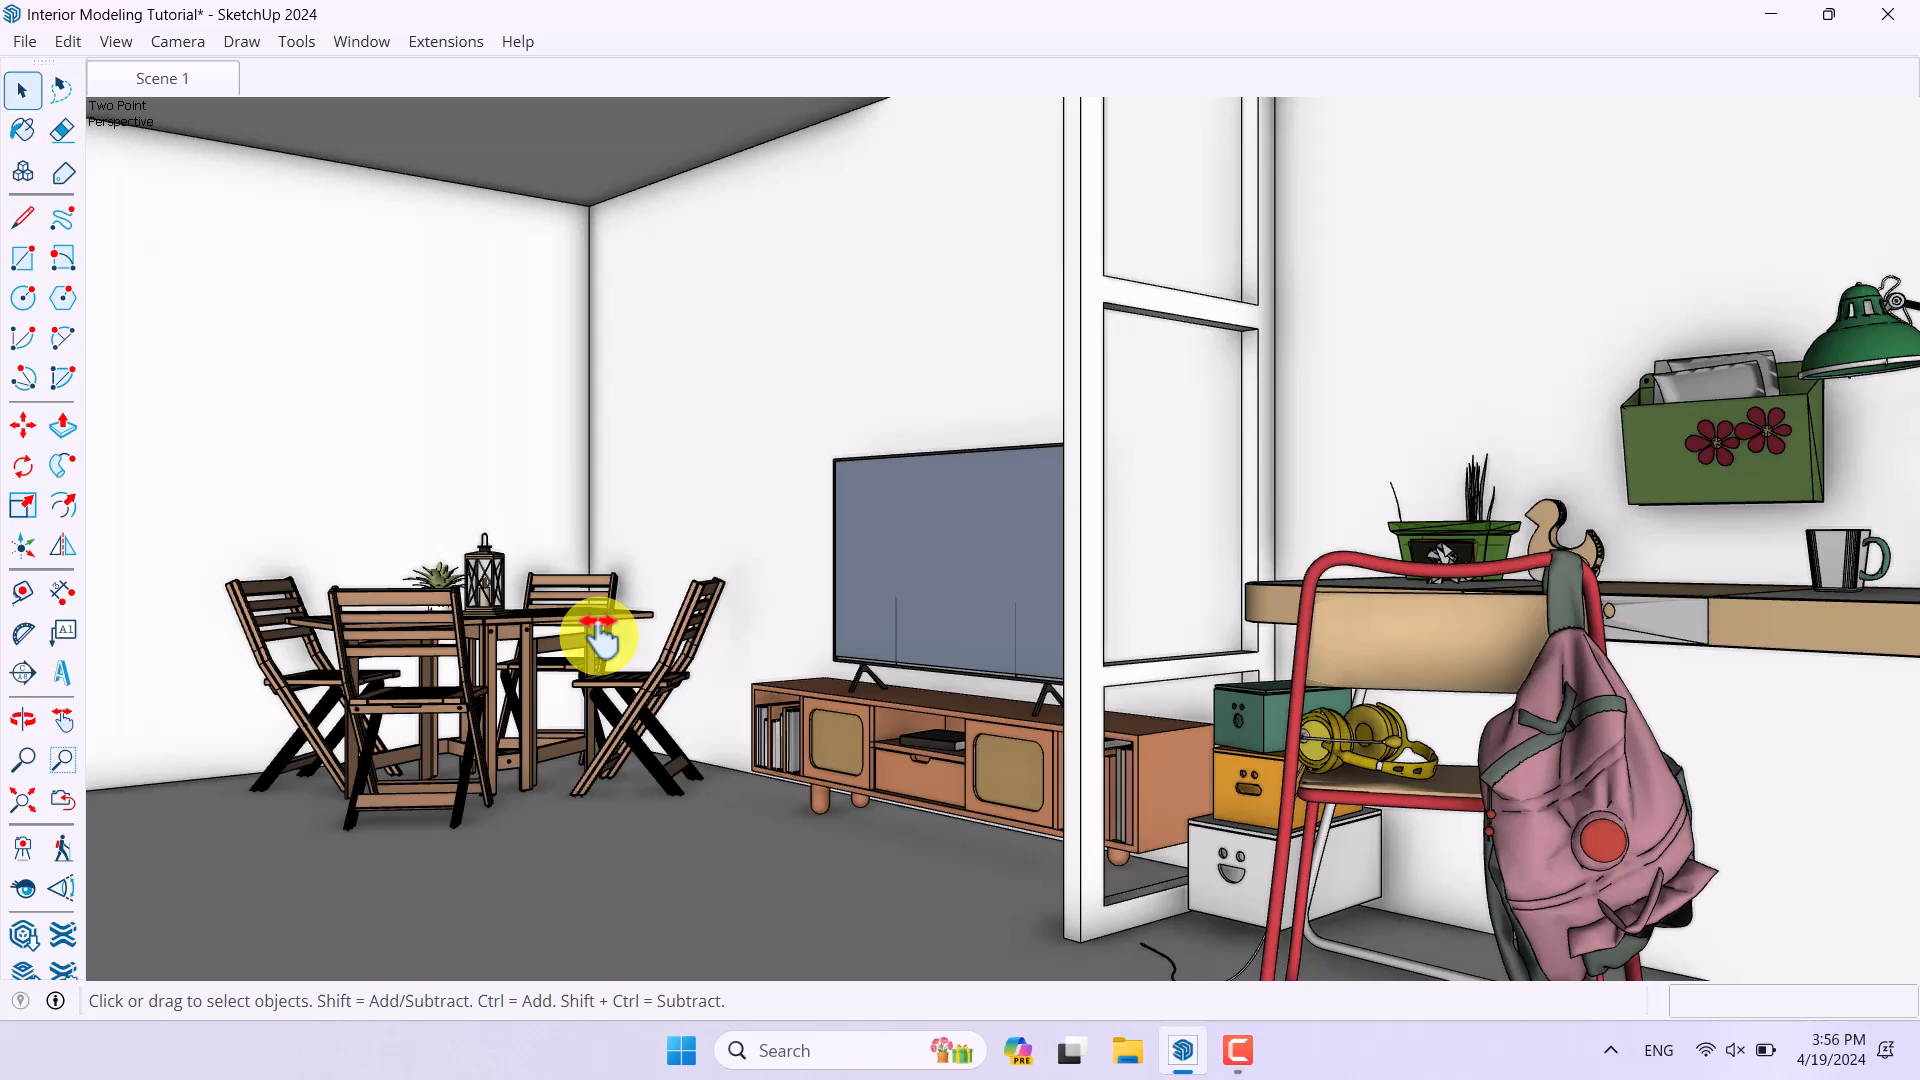 Interior Modeling Tutorial* - SketchUp 2024
File Edit View Camera Draw Tools Window Extensions Help
Scene 1
Two Point
Perspective
A1
Click or drag to select objects. Shift = Add/Subtract. Ctrl = Add. Shift + Ctrl = Subtract.
Search
PRE
ENG
3:56 PM
4/19/2024